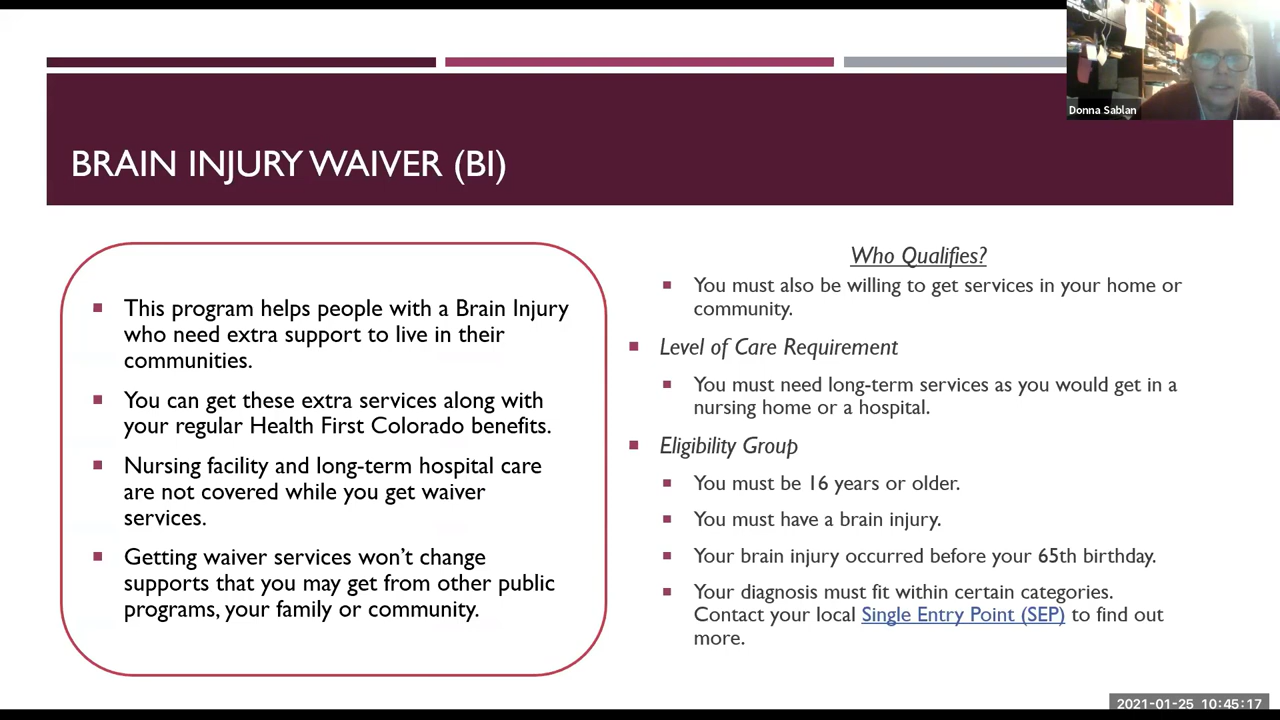 Donna Sablan
BRAIN INJURY WAIVER (BI)
This program helps people with a Brain Injury
who need extra support to live in their
communities.
You can get these extra services along with
your regular Health First Colorado benefits.
Nursing facility and long-term hospital care
are not covered while you get waiver
services.
Getting waiver services won’t change
supports that you may get from other public
programs, your family or community.
Who Qualifies?
You must also be willing to get services in your home or
community.
Level of Care Requirement
You must need long-term services as you would get in a
nursing home or a hospital.
Eligibility Group
You must be 16 years or older.
You must have a brain injury.
Your brain injury occurred before your 65th birthday.
Your diagnosis must fit within certain categories.
Contact your local Single Entry Point (SEP) to find out
more.
2021-01-25 10:45:17